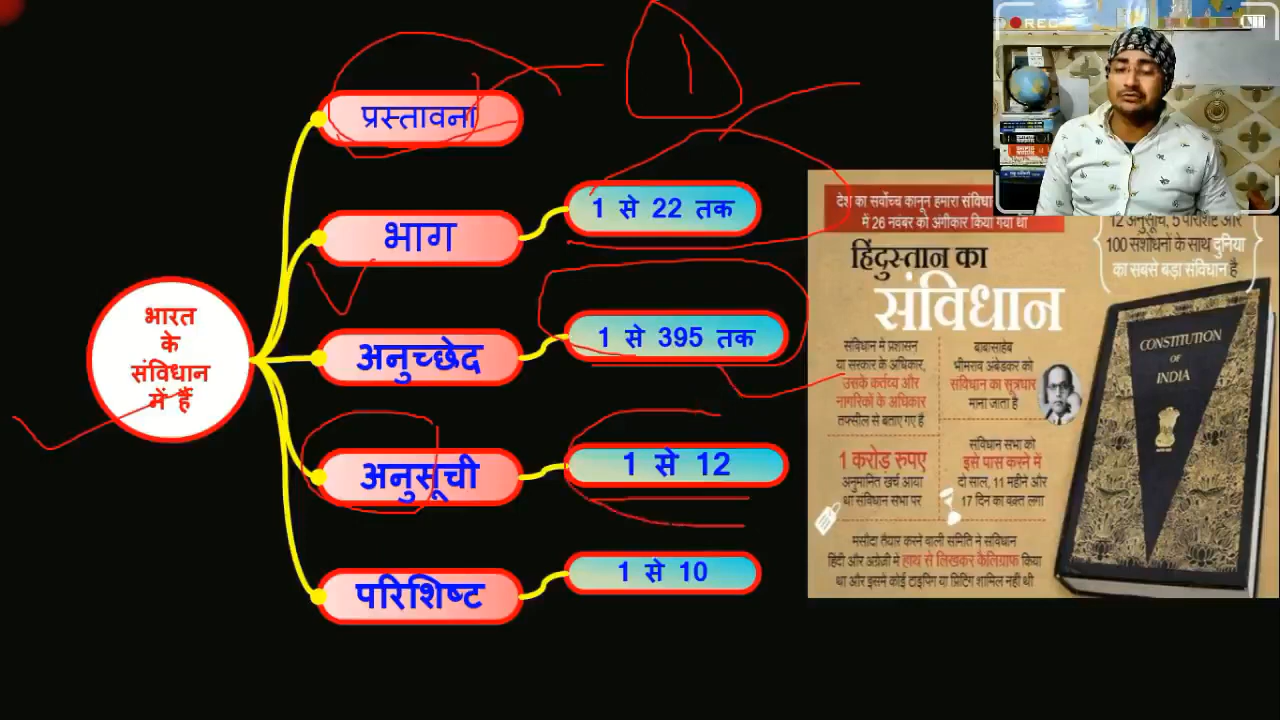 REC
प्रस्तावना
भाग
1 से 22 तक
भारत
के
संविधान
में हैं
अनुच्छेद
1 से 395 तक
अनुसूची
1 से 12
परिशिष्ट
1 से 10
देश का सर्वोच्च कानून हमारा
में 26 नवंबर को अंगीकार किया गया था
12 अनुसूची, 5 परिशिष्ट और
100 संशोधनों के साथ दुनिया
का सबसे बड़ा संविधान है
हिंदुस्तान का
संविधान
संविधान में प्रशासन
या सरकार के अधिकार,
उसके कर्तव्य और
नागरिकों के अधिकार
तफ्सील से बताए गए हैं
बाबासाहेब
भीमराव अंबेडकर को
संविधान का सूत्रधार
माना जाता है
1 करोड़ रुपए
अनुमानित खर्च आया
था संविधान सभा पर
संविधान सभा को
इसे पास करने में
दो साल, 11 महीने और
17 दिन का वक़्त लगा
मसौदा तैयार करने वाली समिति ने संविधान
हिंदी और अंग्रेजी में हाथ से लिखकर कैलिग्राफ किया
था और इसमें कोई टाइपिंग या प्रिंटिंग शामिल नहीं थी
CONSTITUTION
OF
INDIA